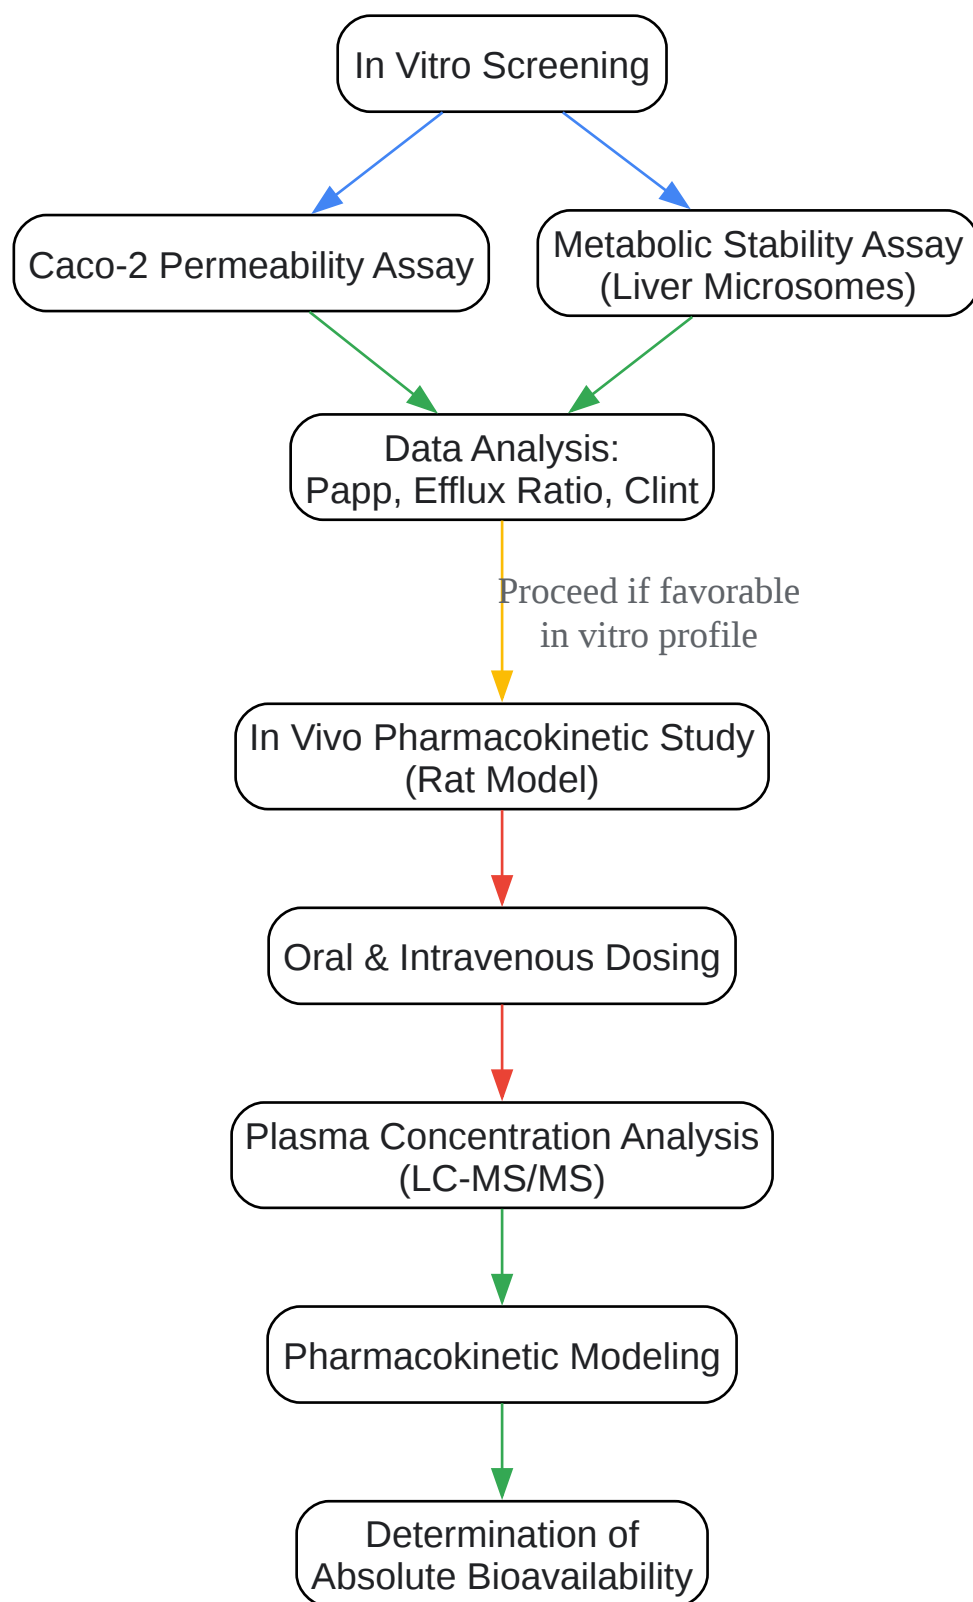 In Vitro Screening
Caco-2 Permeability Assay
Metabolic Stability Assay
(Liver Microsomes)
Data Analysis:
Papp, Efflux Ratio, Clint
Proceed if favorable
in vitro profile
In Vivo Pharmacokinetic Study
(Rat Model)
Oral & Intravenous Dosing
Plasma Concentration Analysis
(LC-MS/MS)
Pharmacokinetic Modeling
Determination of
Absolute Bioavailability